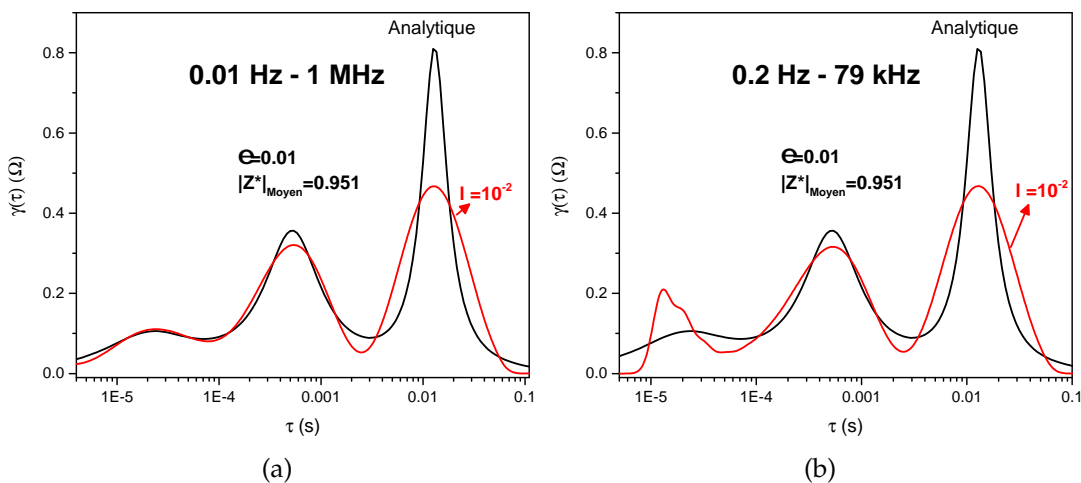 Analytique
0.01 Hz - 1 MHz
e=0.01
|Z*|Moyen=0.951
l =10-2
γ(τ) (Ω)
0.8
0.6
0.4
0.2
0.0
1E-5 1E-4 0.001 0.01 0.1
τ (s)
(a)
Analytique
0.2 Hz - 79 kHz
e=0.01
|Z*|Moyen=0.951
l =10-2
γ(τ) (Ω)
0.8
0.6
0.4
0.2
0.0
1E-5 1E-4 0.001 0.01 0.1
τ (s)
(b)